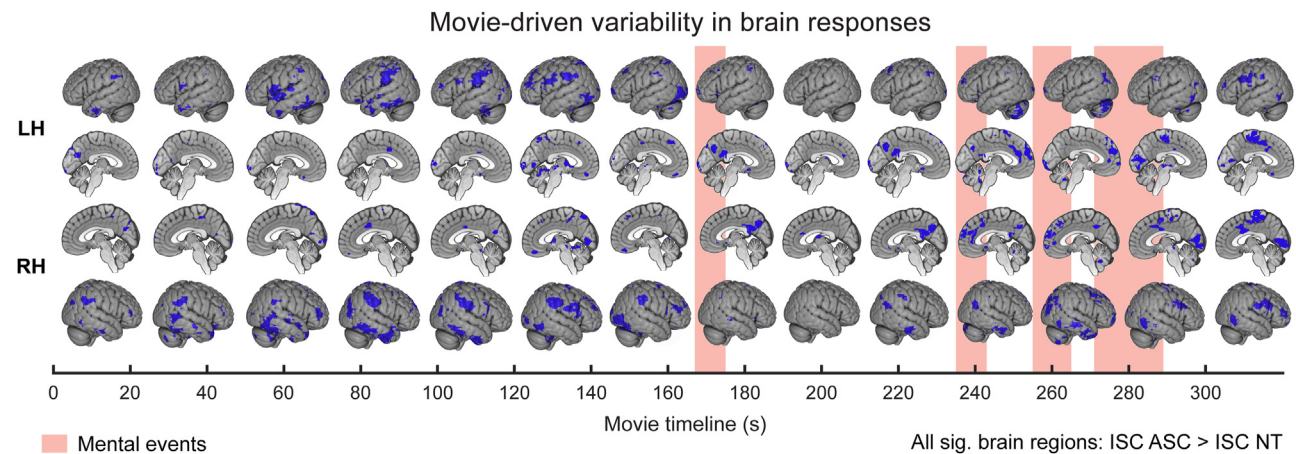 Movie-driven variability in brain responses
LH
RH
0 20 40 60 80 100 120 140 160 180 200 220 240 260 280 300
Movie timeline (s)
Mental events
All sig. brain regions: ISC ASC > ISC NT